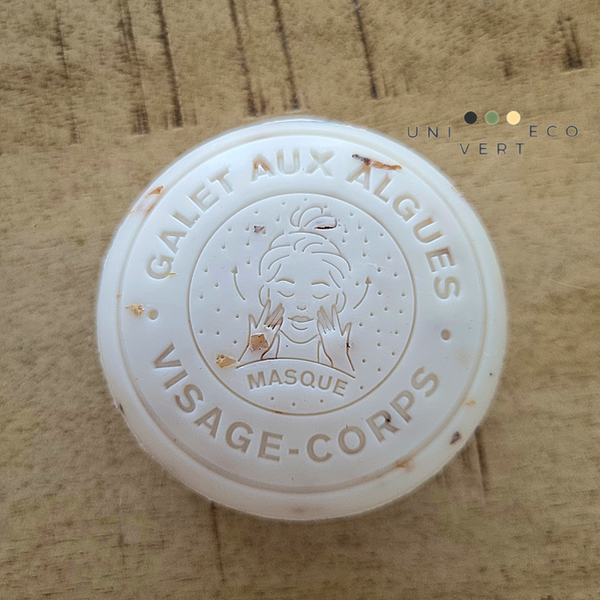 GALET AUX ALGUES
MASQUE
VISAGE-CORPS
UNI ECO
VERT